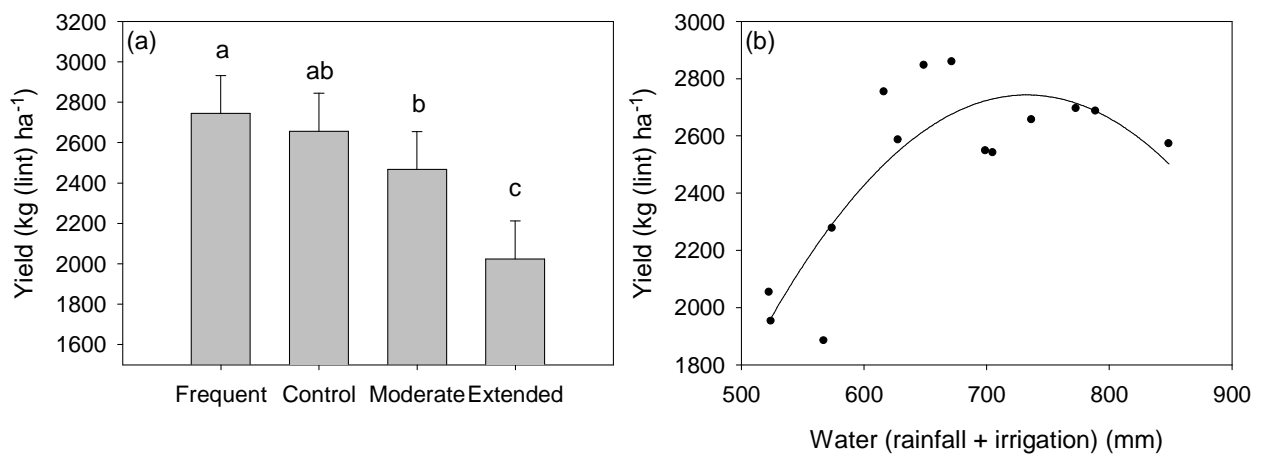 (a)
Yield (kg (lint) ha-1)
3200
3000
2800
2600
2400
2200
2000
1800
1600
a
ab
b
c
Frequent Control Moderate Extended
(b)
Yield (kg (lint) ha-1)
3000
2800
2600
2400
2200
2000
1800
500 600 700 800 900
Water (rainfall + irrigation) (mm)